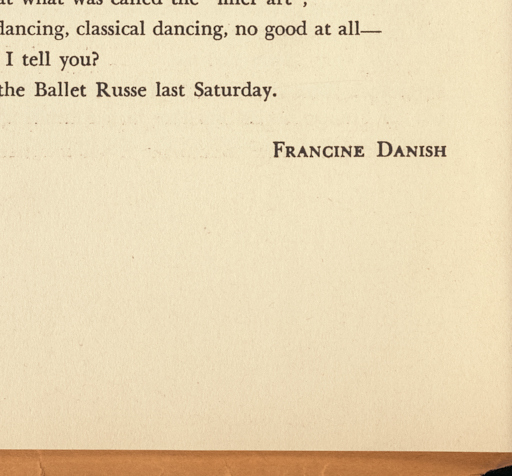 what was called the "finer art",
dancing, classical dancing, no good at all—
I tell you?
the Ballet Russe last Saturday.
FRANCINE DANISH